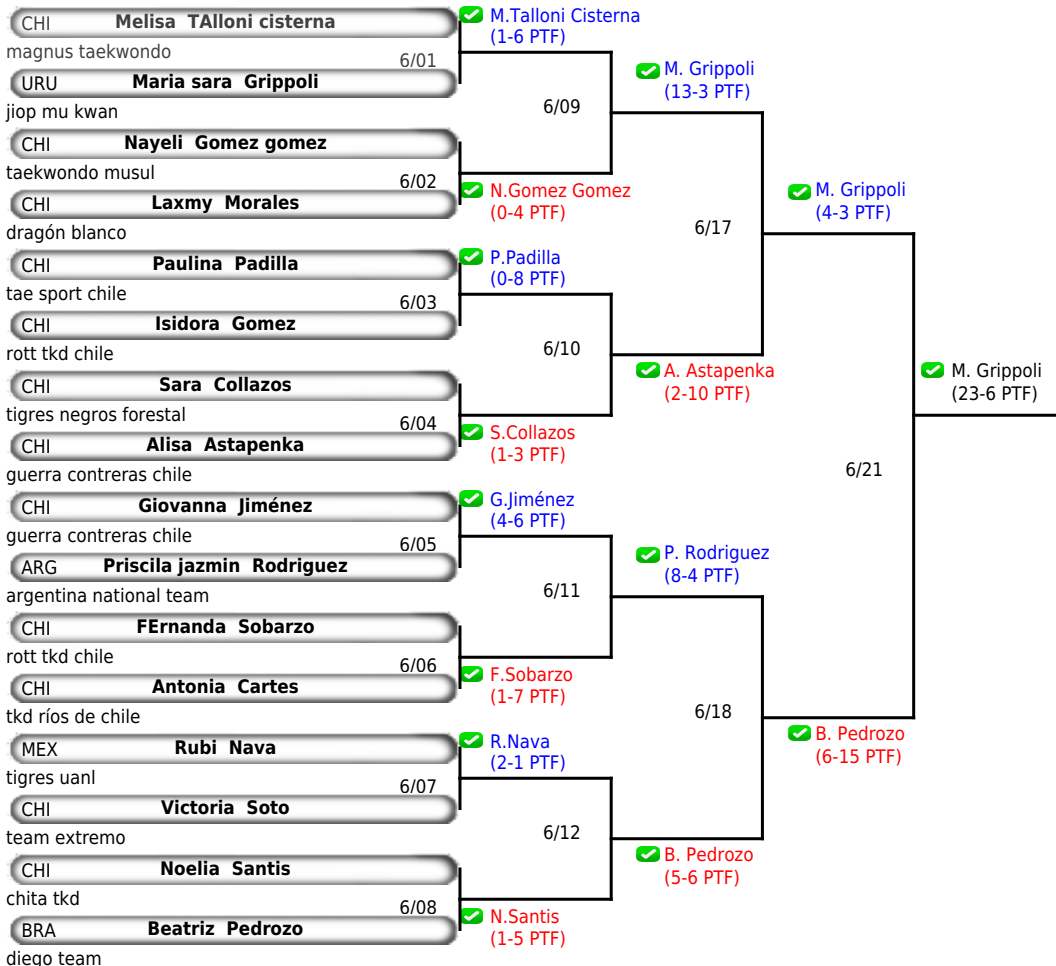 CHI Melisa TAlloni cisterna
magnus taekwondo
6/01
URU Maria sara Grippoli
jiop mu kwan
CHI Nayeli Gomez gomez
taekwondo musul
6/02
CHI Laxmy Morales
dragón blanco
CHI Paulina Padilla
tae sport chile
6/03
CHI Isidora Gomez
rott tkd chile
CHI Sara Collazos
tigres negros forestal
6/04
CHI Alisa Astapenka
guerra contreras chile
CHI Giovanna Jiménez
guerra contreras chile
6/05
ARG Priscila jazmin Rodriguez
argentina national team
CHI FErnanda Sobarzo
rott tkd chile
6/06
CHI Antonia Cartes
tkd ríos de chile
MEX Rubi Nava
tigres uanl
6/07
CHI Victoria Soto
team extremo
CHI Noelia Santis
chita tkd
6/08
BRA Beatriz Pedrozo
diego team
M.Talloni Cisterna
(1-6 PTF)
6/09
N.Gomez Gomez
(0-4 PTF)
P.Padilla
(0-8 PTF)
6/10
S.Collazos
(1-3 PTF)
G.Jiménez
(4-6 PTF)
6/11
F.Sobarzo
(1-7 PTF)
R.Nava
(2-1 PTF)
6/12
N.Santis
(1-5 PTF)
M. Grippoli
(13-3 PTF)
6/17
A. Astapenka
(2-10 PTF)
P. Rodriguez
(8-4 PTF)
6/18
B. Pedrozo
(5-6 PTF)
M. Grippoli
(4-3 PTF)
6/21
B. Pedrozo
(6-15 PTF)
M. Grippoli
(23-6 PTF)